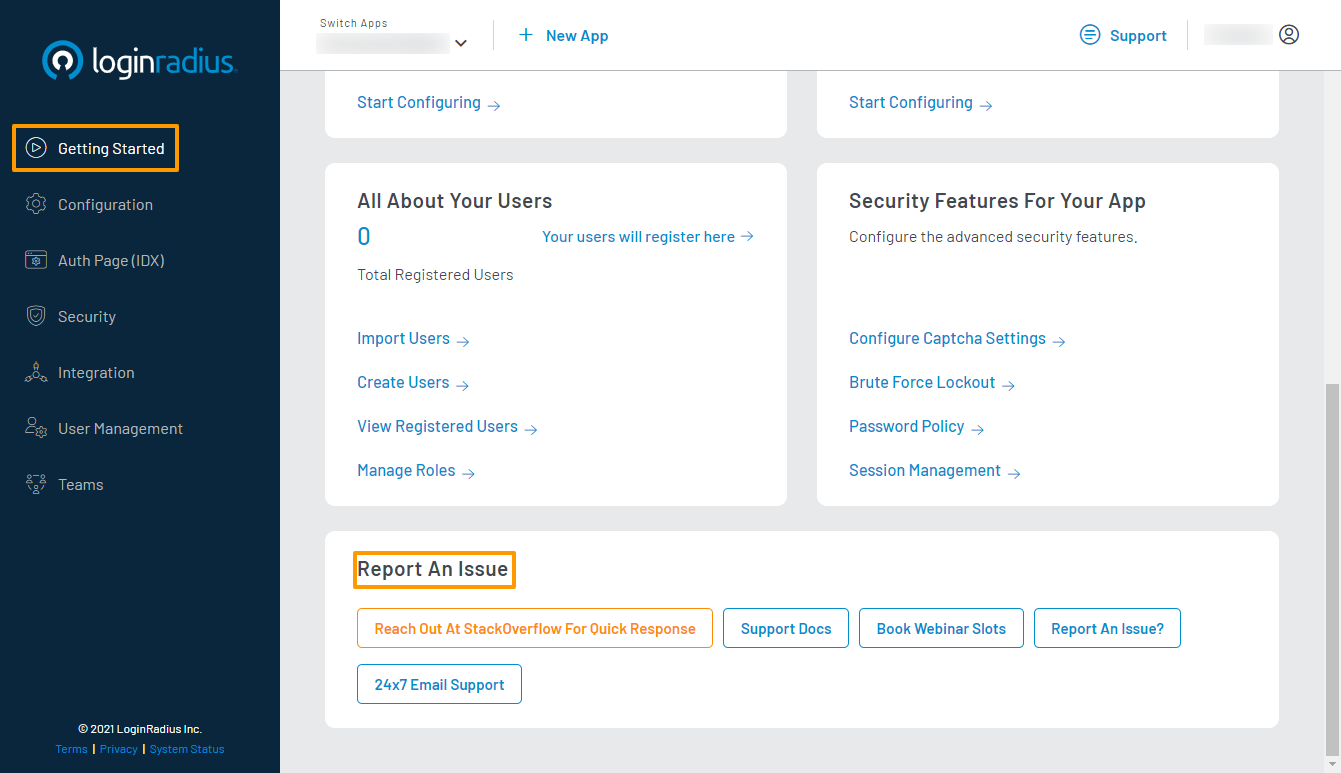 loginradius
Getting Started
Configuration
Auth Page (IDX)
Security
Integration
User Management
Teams
© 2021 LoginRadius Inc.
Terms | Privacy | System Status
Switch Apps
+ New App
Support
Start Configuring →
Start Configuring →
All About Your Users
0
Your users will register here →
Total Registered Users
Import Users →
Create Users →
View Registered Users →
Manage Roles →
Security Features For Your App
Configure the advanced security features.
Configure Captcha Settings →
Brute Force Lockout →
Password Policy →
Session Management →
Report An Issue
Reach Out At StackOverflow For Quick Response
Support Docs
Book Webinar Slots
Report An Issue?
24x7 Email Support